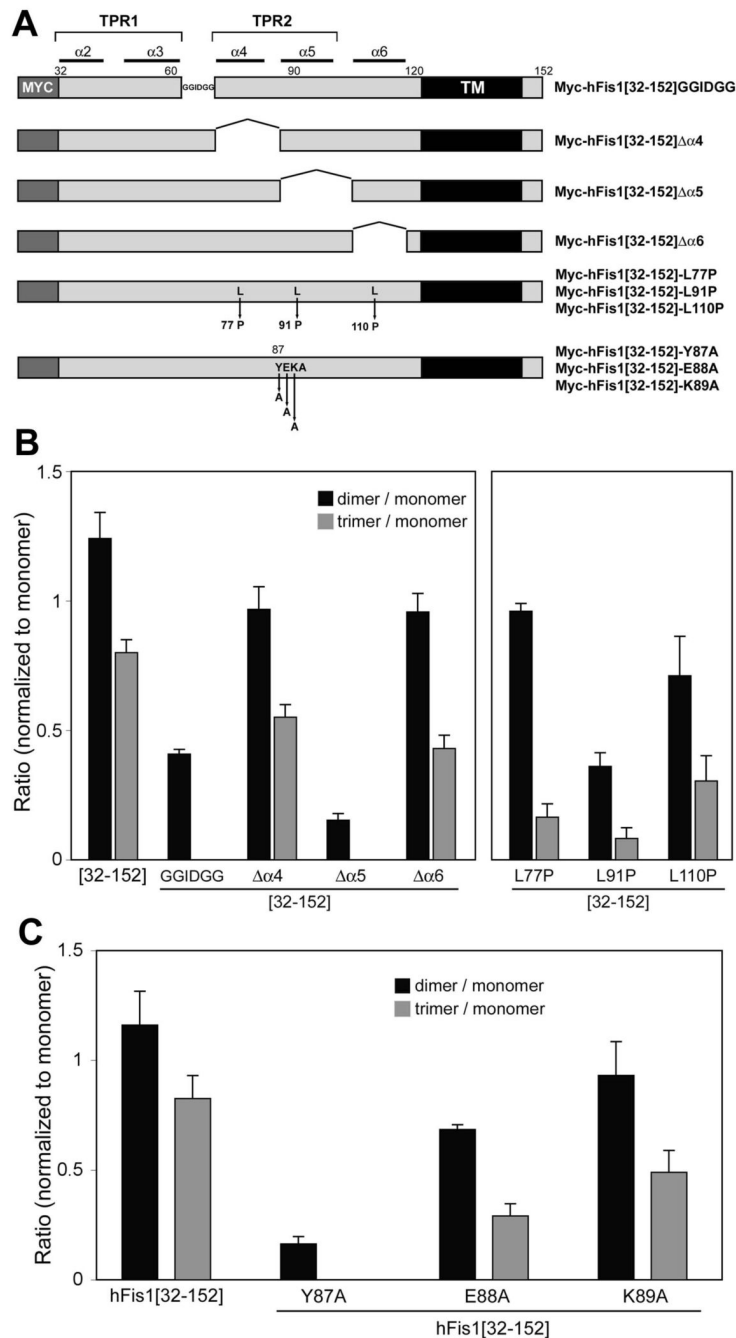 A
TPR1 TPR2
α2 α3 α4 α5 α6
32 60 90 120 152
MYC GGIDGG TM Myc-hFis1[32-152]GGIDGG
Myc-hFis1[32-152]Δα4
Myc-hFis1[32-152]Δα5
Myc-hFis1[32-152]Δα6
L L L
77 P 91 P 110 P
Myc-hFis1[32-152]-L77P
Myc-hFis1[32-152]-L91P
Myc-hFis1[32-152]-L110P
87
YEKA
A
A
A
Myc-hFis1[32-152]-Y87A
Myc-hFis1[32-152]-E88A
Myc-hFis1[32-152]-K89A
B
Ratio (normalized to monomer)
1.5
1
0.5
0
dimer / monomer
trimer / monomer
[32-152] GGIDGG Δα4 Δα5 Δα6
[32-152]
L77P L91P L110P
[32-152]
C
Ratio (normalized to monomer)
1.5
1
0.5
0
dimer / monomer
trimer / monomer
hFis1[32-152] Y87A E88A K89A
hFis1[32-152]